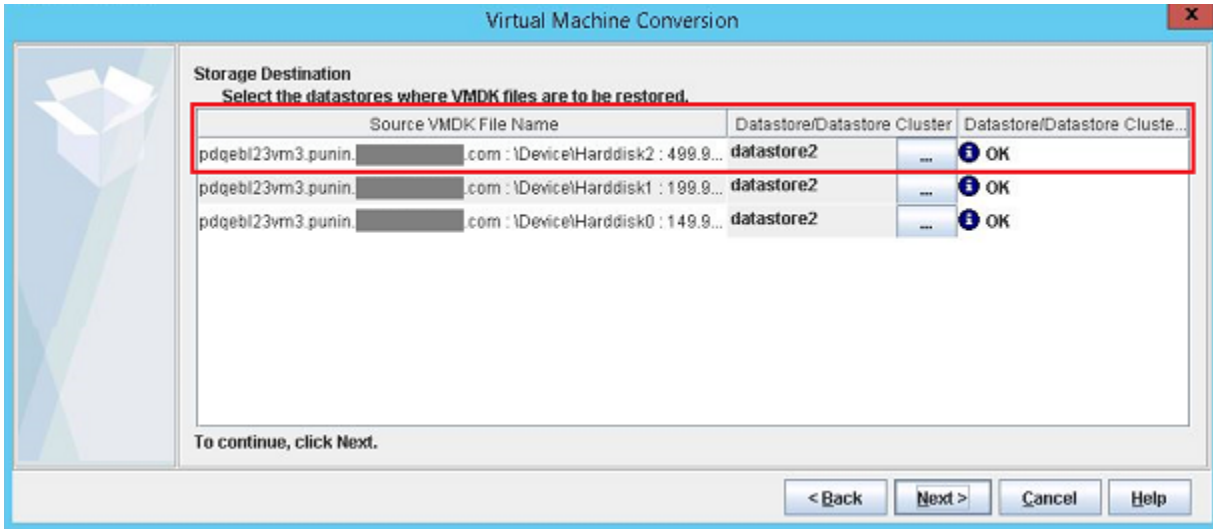 Virtual Machine Conversion
x
Storage Destination
Select the datastores where VMDK files are to be restored.
Source VMDK File Name Datastore/Datastore Cluster Datastore/Datastore Cluste...
pdqebl23vm3.punin. .com : \Device\Harddisk2 : 499.9... datastore2 ... OK
pdqebl23vm3.punin. .com : \Device\Harddisk1 : 199.9... datastore2 ... OK
pdqebl23vm3.punin. .com : \Device\Harddisk0 : 149.9... datastore2 ... OK
To continue, click Next.
< Back Next > Cancel Help